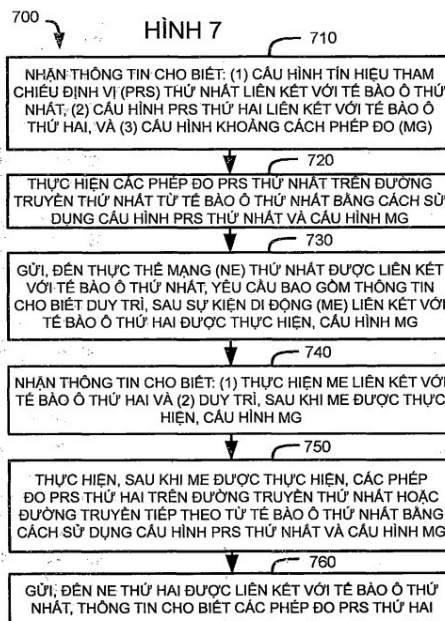 700
HÌNH 7
710
NHẬN THÔNG TIN CHO BIẾT: (1) CẤU HÌNH TÍN HIỆU THAM
CHIẾU ĐỊNH VỊ (PRS) THỨ NHẤT LIÊN KẾT VỚI TẾ BÀO Ô THỨ
NHẤT, (2) CẤU HÌNH PRS THỨ HAI LIÊN KẾT VỚI TẾ BÀO Ô
THỨ HAI, VÀ (3) CẤU HÌNH KHOẢNG CÁCH PHÉP ĐO (MG)
720
THỰC HIỆN CÁC PHÉP ĐO PRS THỨ NHẤT TRÊN ĐƯỜNG
TRUYỀN THỨ NHẤT TỪ TẾ BÀO Ô THỨ NHẤT BẰNG CÁCH SỬ
DỤNG CẤU HÌNH PRS THỨ NHẤT VÀ CẤU HÌNH MG
730
GỬI, ĐẾN THỰC THỂ MẠNG (NE) THỨ NHẤT ĐƯỢC LIÊN KẾT
VỚI TẾ BÀO Ô THỨ NHẤT, YÊU CẦU BAO GỒM THÔNG TIN
CHO BIẾT DUY TRÌ, SAU SỰ KIỆN DI ĐỘNG (ME) LIÊN KẾT VỚI
TẾ BÀO Ô THỨ HAI ĐƯỢC THỰC HIỆN, CẤU HÌNH MG
740
NHẬN THÔNG TIN CHO BIẾT: (1) THỰC HIỆN ME LIÊN KẾT VỚI
TẾ BÀO Ô THỨ HAI VÀ (2) DUY TRÌ, SAU KHI ME ĐƯỢC THỰC
HIỆN, CẤU HÌNH MG
750
THỰC HIỆN, SAU KHI ME ĐƯỢC THỰC HIỆN, CÁC PHÉP
ĐO PRS THỨ HAI TRÊN ĐƯỜNG TRUYỀN THỨ NHẤT HOẶC
ĐƯỜNG TRUYỀN TIẾP THEO TỪ TẾ BÀO Ô THỨ NHẤT BẰNG
CÁCH SỬ DỤNG CẤU HÌNH PRS THỨ NHẤT VÀ CẤU HÌNH MG
760
GỬI, ĐẾN NE THỨ HAI ĐƯỢC LIÊN KẾT VỚI TẾ BÀO Ô THỨ
NHẤT, THÔNG TIN CHO BIẾT CÁC PHÉP ĐO PRS THỨ HAI